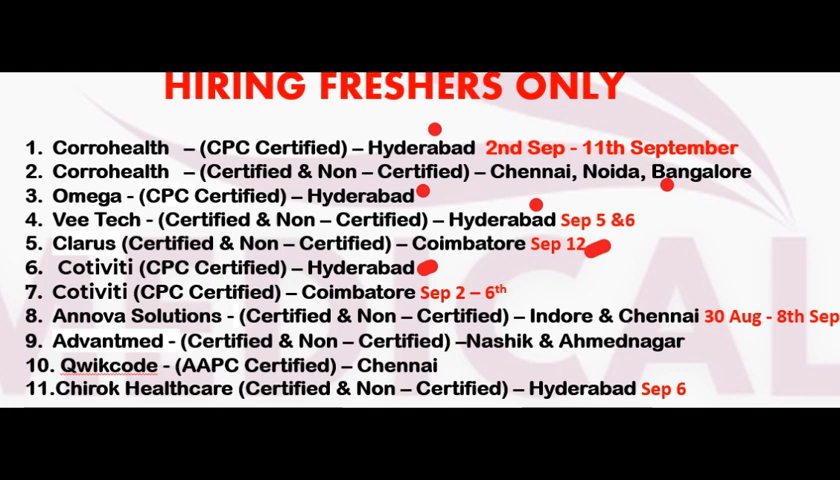 HIRING FRESHERS ONLY
1. Corrohealth – (CPC Certified) – Hyderabad 2nd Sep - 11th September
2. Corrohealth – (Certified & Non – Certified) – Chennai, Noida, Bangalore
3. Omega - (CPC Certified) – Hyderabad
4. Vee Tech - (Certified & Non – Certified) – Hyderabad Sep 5 &6
5. Clarus (Certified & Non – Certified) – Coimbatore Sep 12
6. Cotiviti (CPC Certified) – Hyderabad
7. Cotiviti (CPC Certified) – Coimbatore Sep 2 – 6th
8. Annova Solutions - (Certified & Non – Certified) – Indore & Chennai 30 Aug - 8th Sep
9. Advantmed - (Certified & Non – Certified) –Nashik & Ahmednagar
10. Qwikcode - (AAPC Certified) – Chennai
11.Chirok Healthcare (Certified & Non – Certified) – Hyderabad Sep 6